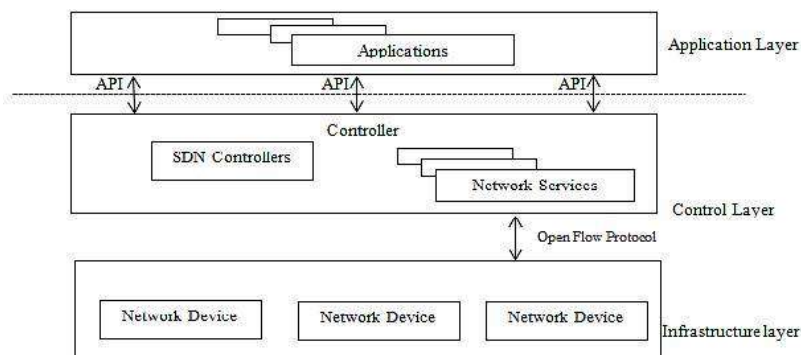 Applications
Application Layer
API
API
API
Controller
SDN Controllers
Network Services
Control Layer
Open Flow Protocol
Network Device
Network Device
Network Device
Infrastructure layer